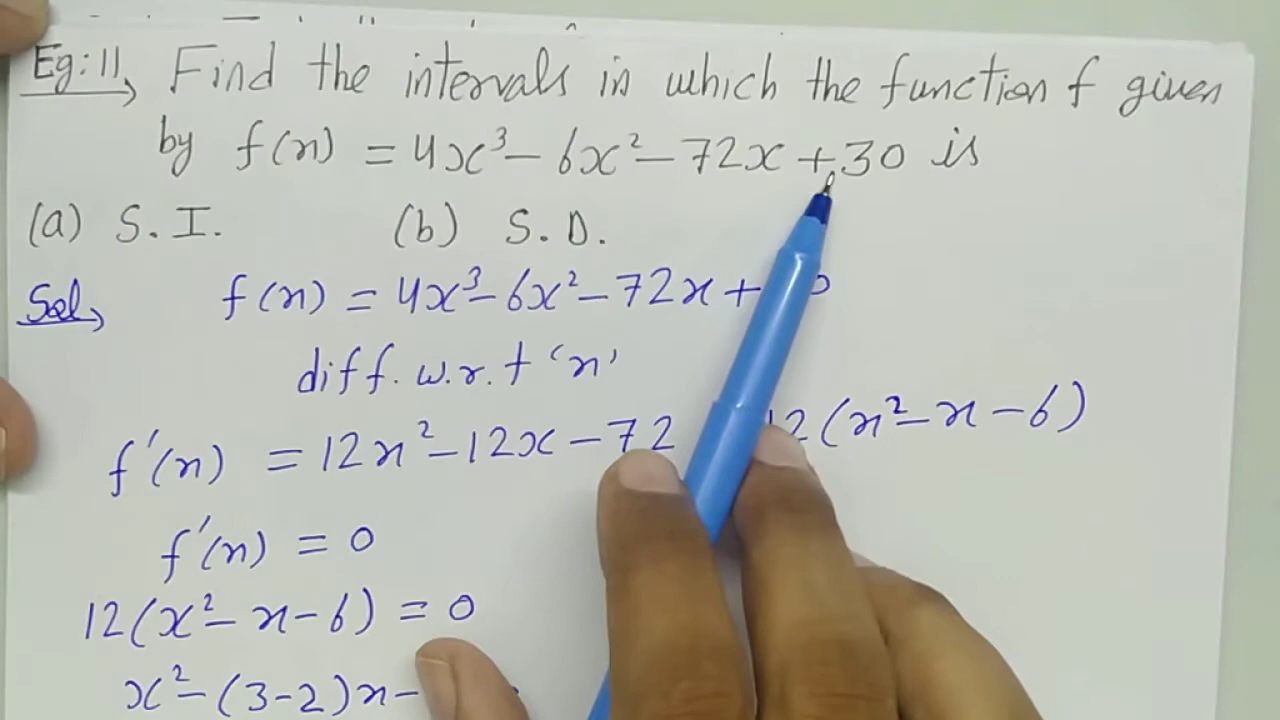 Eg:11, Find the intervals in which the function f given
by f(x) = 4x³ - 6x² - 72x + 30 is
(a) S.I. (b) S.D.
Sol, f(x) = 4x³ - 6x² - 72x +
diff. w.r.t 'x'
f'(x) = 12x² - 12x - 72 12(x² - x - 6)
f'(x) = 0
12(x² - x - 6) = 0
x² - (3-2)x -